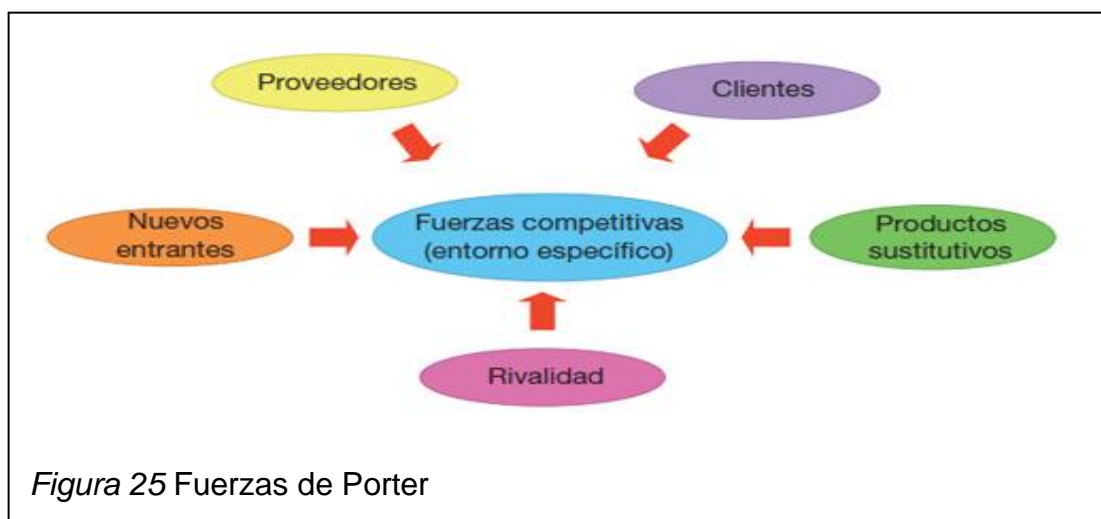 Proveedores
Clientes
Nuevos
entrantes
Fuerzas competitivas
(entorno específico)
Productos
sustitutivos
Rivalidad
Figura 25 Fuerzas de Porter